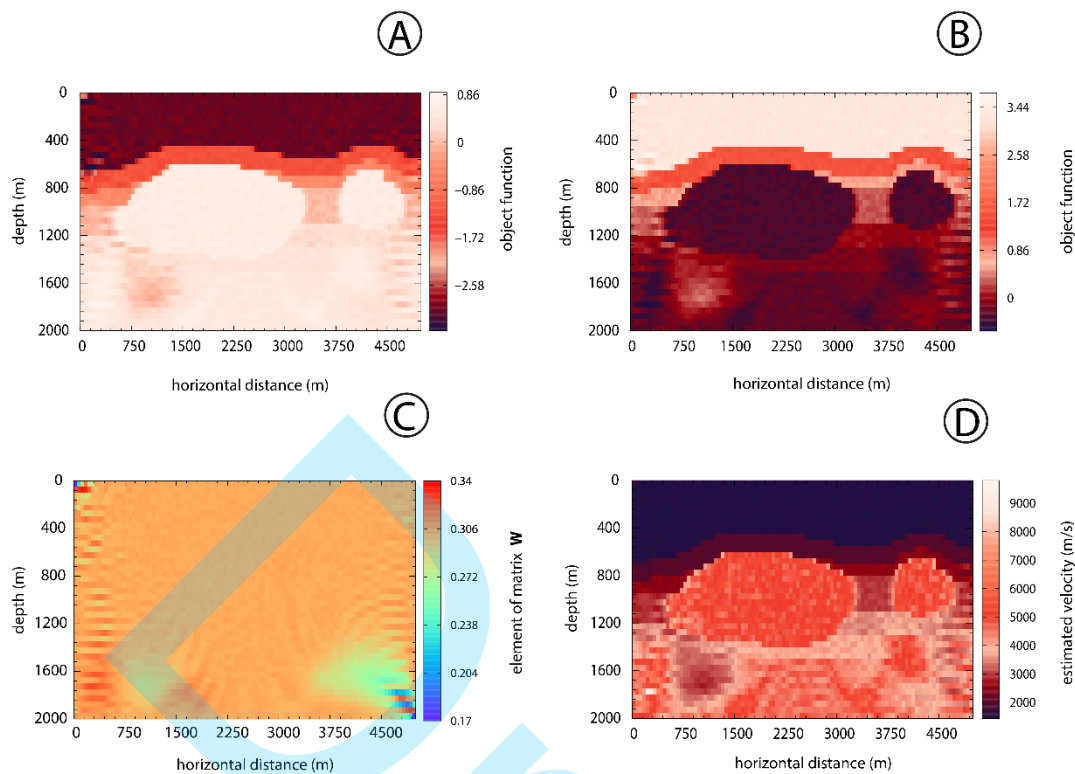 A
B
0
400
800
1200
1600
2000
depth (m)
0 750 1500 2250 3000 3750 4500
horizontal distance (m)
0.86
0
−0.86
−1.72
−2.58
object function
0
400
800
1200
1600
2000
depth (m)
0 750 1500 2250 3000 3750 4500
horizontal distance (m)
3.44
2.58
1.72
0.86
0
object function
C
D
0
400
800
1200
1600
2000
depth (m)
0 750 1500 2250 3000 3750 4500
horizontal distance (m)
0.34
0.306
0.272
0.238
0.204
0.17
element of matrix W
0
400
800
1200
1600
2000
depth (m)
0 750 1500 2250 3000 3750 4500
horizontal distance (m)
9000
8000
7000
6000
5000
4000
3000
2000
estimated velocity (m/s)